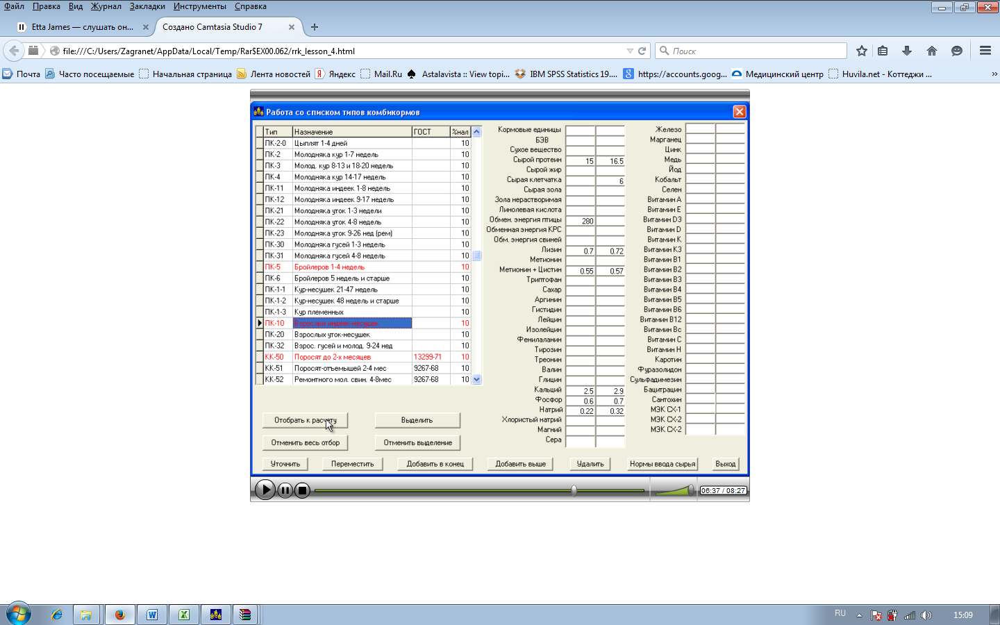 Файл Правка Вид Журнал Закладки Инструменты Справка
Etta James — слушать он...
Создано Camtasia Studio 7
file:///C:/Users/Zagranet/AppData/Local/Temp/Rar$EX00.062/rrk_lesson_4.html
Поиск
Почта Часто посещаемые Начальная страница Лента новостей Яндекс Mail.Ru Astalavista :: View topi... IBM SPSS Statistics 19.... https://accounts.goog... Медицинский центр Huvila.net - Коттеджи ... »
Работа со списком типов комбикормов
Тип Назначение ГОСТ %нал
ПК-2-0 Цыплят 1-4 дней 10
ПК-2 Молодняка кур 1-7 недель 10
ПК-3 Молод. кур 8-13 и 18-20 недель 10
ПК-4 Молодняка кур 14-17 недель 10
ПК-11 Молодняка индеек 1-8 недель 10
ПК-12 Молодняка индеек 9-17 недель 10
ПК-21 Молодняка уток 1-3 недели 10
ПК-22 Молодняка уток 4-8 недель 10
ПК-23 Молодняка уток 9-26 нед (рем) 10
ПК-30 Молодняка гусей 1-3 недель 10
ПК-31 Молодняка гусей 4-8 недель 10
ПК-5 Бройлеров 1-4 недель 10
ПК-6 Бройлеров 5 недель и старше 10
ПК-1-1 Кур-несушек 21-47 недель 10
ПК-1-2 Кур-несушек 48 недель и старше 10
ПК-1-3 Кур племенных 10
ПК-10 Взрослых индеек-несушек 10
ПК-20 Взрослых уток-несушек 10
ПК-32 Взрос. гусей и молод. 9-24 нед 10
КК-50 Поросят до 2-х месяцев 13299-71 10
КК-51 Поросят-отъемышей 2-4 мес 9267-68 10
КК-52 Ремонтного мол. свин. 4-8мес 9267-68 10
Кормовые единицы
БЭВ
Сухое вещество
Сырой протеин 15 16.5
Сырой жир
Сырая клетчатка 6
Сырая зола
Зола нерастворимая
Линолевая кислота
Обмен. энергия птицы 280
Обменная энергия КРС
Обм. энергия свиней
Лизин 0.7 0.72
Метионин
Метионин + Цистин 0.55 0.57
Триптофан
Сахар
Аргинин
Гистидин
Лейцин
Изолейцин
Фенилаланин
Тирозин
Треонин
Валин
Глицин
Кальций 2.5 2.9
Фосфор 0.6 0.7
Натрий 0.22 0.32
Хлористый натрий
Магний
Сера
Железо
Марганец
Цинк
Медь
Йод
Кобальт
Селен
Витамин A
Витамин E
Витамин D3
Витамин D
Витамин K
Витамин K3
Витамин B1
Витамин B2
Витамин B3
Витамин B4
Витамин B5
Витамин B6
Витамин B12
Витамин Bc
Витамин C
Витамин H
Каротин
Фуразолидон
Сульфадимезин
Бацитрацин
Сантохин
МЭК СХ-1
МЭК СХ-2
МЭК СХ-2
Отобрать к расчету Выделить
Отменить весь отбор Отменить выделение
Уточнить Переместить Добавить в конец Добавить выше Удалить Нормы ввода сырья Выход
06:37 / 08:27
RU 15:09